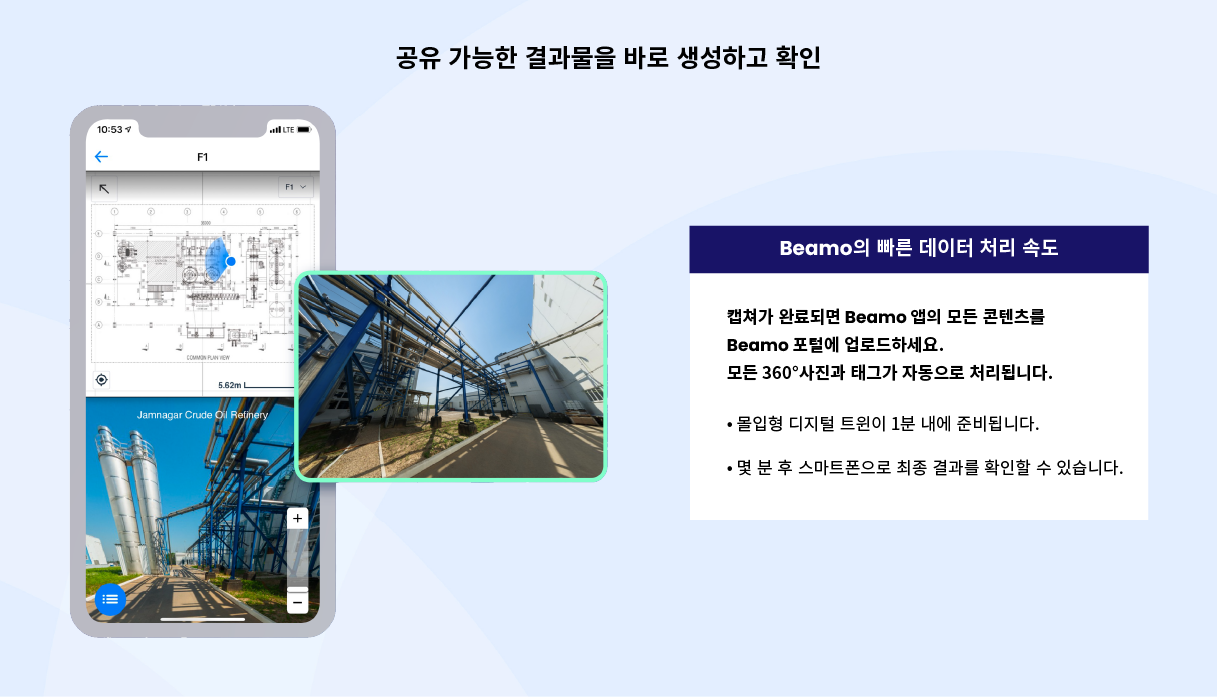 공유 가능한 결과물을 바로 생성하고 확인
10:53
LTE
F1
F1
COMMON PLAN VIEW
5.62m
Jamnagar Crude Oil Refinery
+
−
Beamo의 빠른 데이터 처리 속도
캡쳐가 완료되면 Beamo 앱의 모든 콘텐츠를
Beamo 포털에 업로드하세요.
모든 360°사진과 태그가 자동으로 처리됩니다.
• 몰입형 디지털 트윈이 1분 내에 준비됩니다.
• 몇 분 후 스마트폰으로 최종 결과를 확인할 수 있습니다.